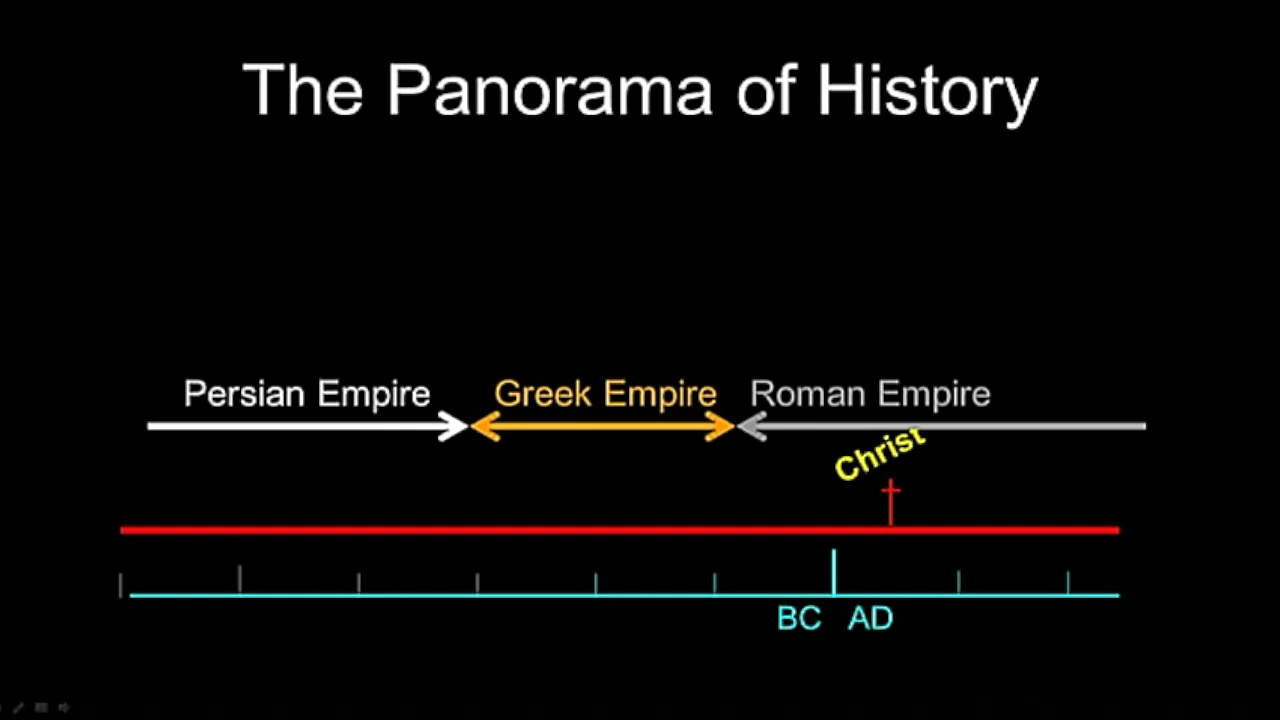 The Panorama of History
Persian Empire
Greek Empire
Roman Empire
Christ
BC
AD